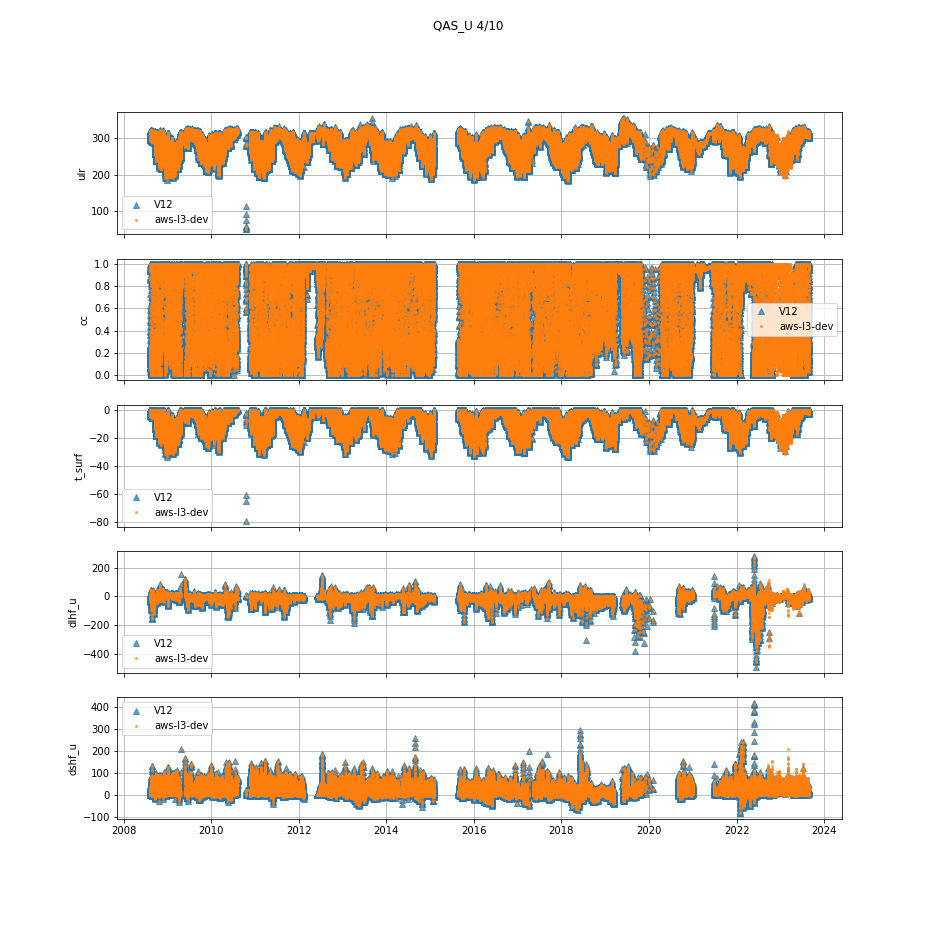 QAS_U 4/10
300
200
100
ulr
V12
aws-l3-dev
1.0
0.8
0.6
0.4
0.2
0.0
cc
V12
aws-l3-dev
0
−20
−40
−60
−80
t_surf
V12
aws-l3-dev
200
0
−200
−400
dlhf_u
V12
aws-l3-dev
400
300
200
100
0
−100
dshf_u
V12
aws-l3-dev
2008
2010
2012
2014
2016
2018
2020
2022
2024